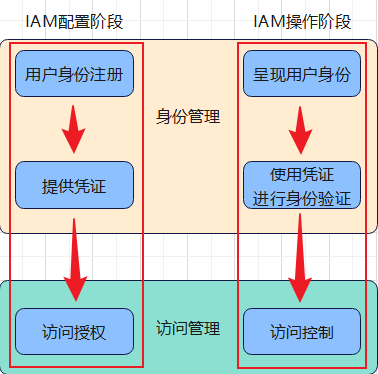 IAM配置阶段
IAM操作阶段
用户身份注册
呈现用户身份
身份管理
提供凭证
使用凭证
进行身份验证
访问授权
访问管理
访问控制